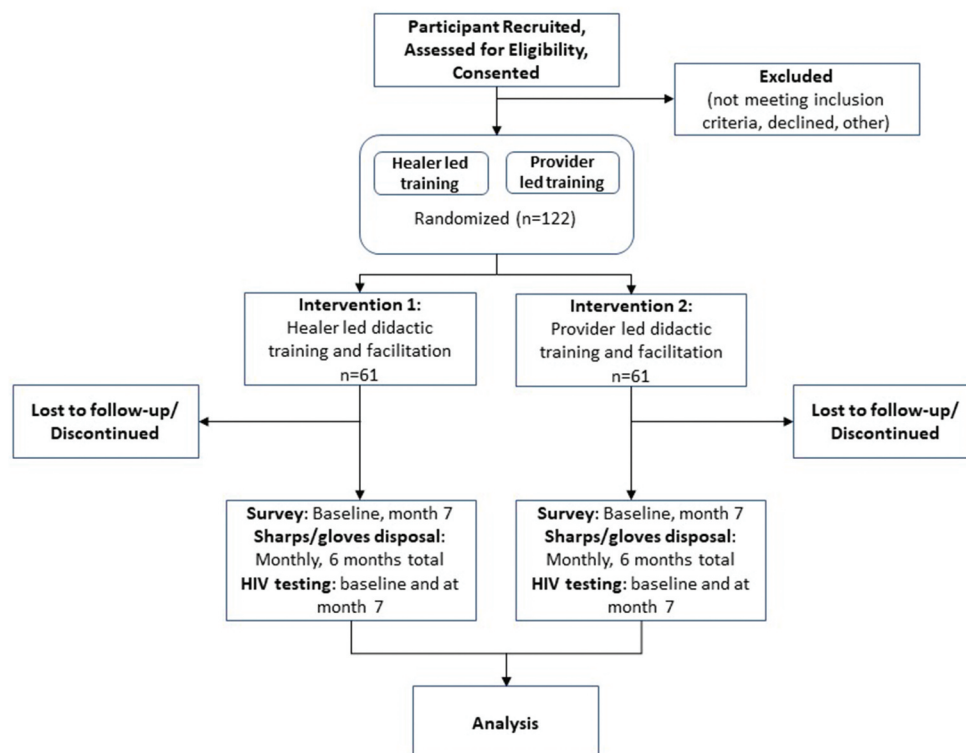 Participant Recruited,
Assessed for Eligibility,
Consented
Excluded
(not meeting inclusion
criteria, declined, other)
Healer led
training
Provider
led training
Randomized (n=122)
Intervention 1:
Healer led didactic
training and facilitation
n=61
Intervention 2:
Provider led didactic
training and facilitation
n=61
Lost to follow-up/
Discontinued
Lost to follow-up/
Discontinued
Survey: Baseline, month 7
Sharps/gloves disposal:
Monthly, 6 months total
HIV testing: baseline and at
month 7
Survey: Baseline, month 7
Sharps/gloves disposal:
Monthly, 6 months total
HIV testing: baseline and at
month 7
Analysis